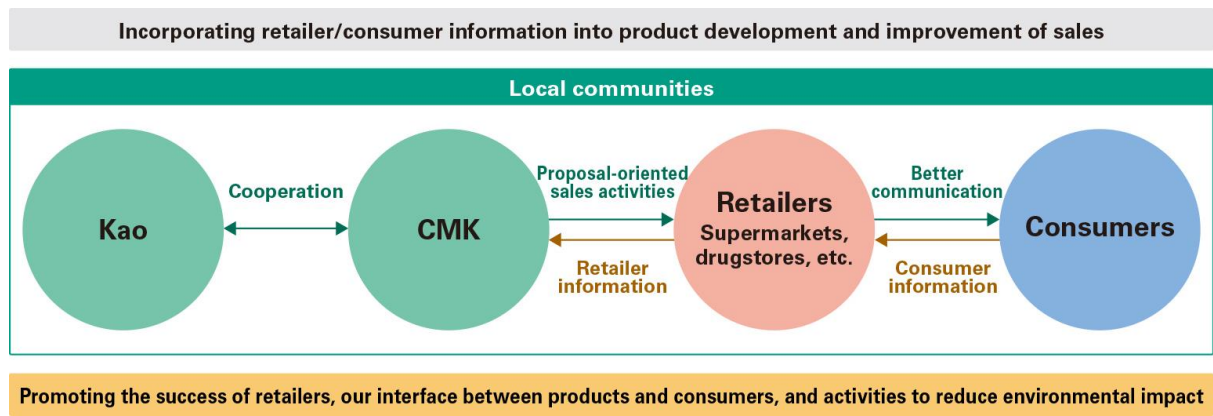 Incorporating retailer/consumer information into product development and improvement of sales
Local communities
Kao
Cooperation
CMK
Proposal-oriented
sales activities
Retailer
information
Retailers
Supermarkets,
drugstores, etc.
Better
communication
Consumer
information
Consumers
Promoting the success of retailers, our interface between products and consumers, and activities to reduce environmental impact